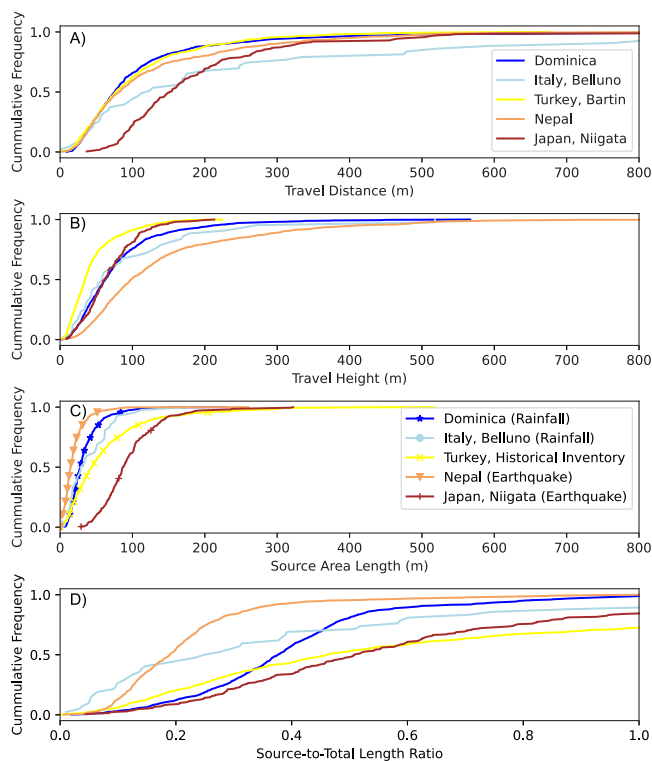 A)
Cummulative Frequency
1.0
0.5
0.0
Dominica
Italy, Belluno
Turkey, Bartin
Nepal
Japan, Niigata
0 100 200 300 400 500 600 700 800
Travel Distance (m)
B)
Cummulative Frequency
1.0
0.5
0.0
0 100 200 300 400 500 600 700 800
Travel Height (m)
C)
Cummulative Frequency
1.0
0.5
0.0
Dominica (Rainfall)
Italy, Belluno (Rainfall)
Turkey, Historical Inventory
Nepal (Earthquake)
Japan, Niigata (Earthquake)
0 100 200 300 400 500 600 700 800
Source Area Length (m)
D)
Cummulative Frequency
1.0
0.5
0.0
0.0 0.2 0.4 0.6 0.8 1.0
Source-to-Total Length Ratio